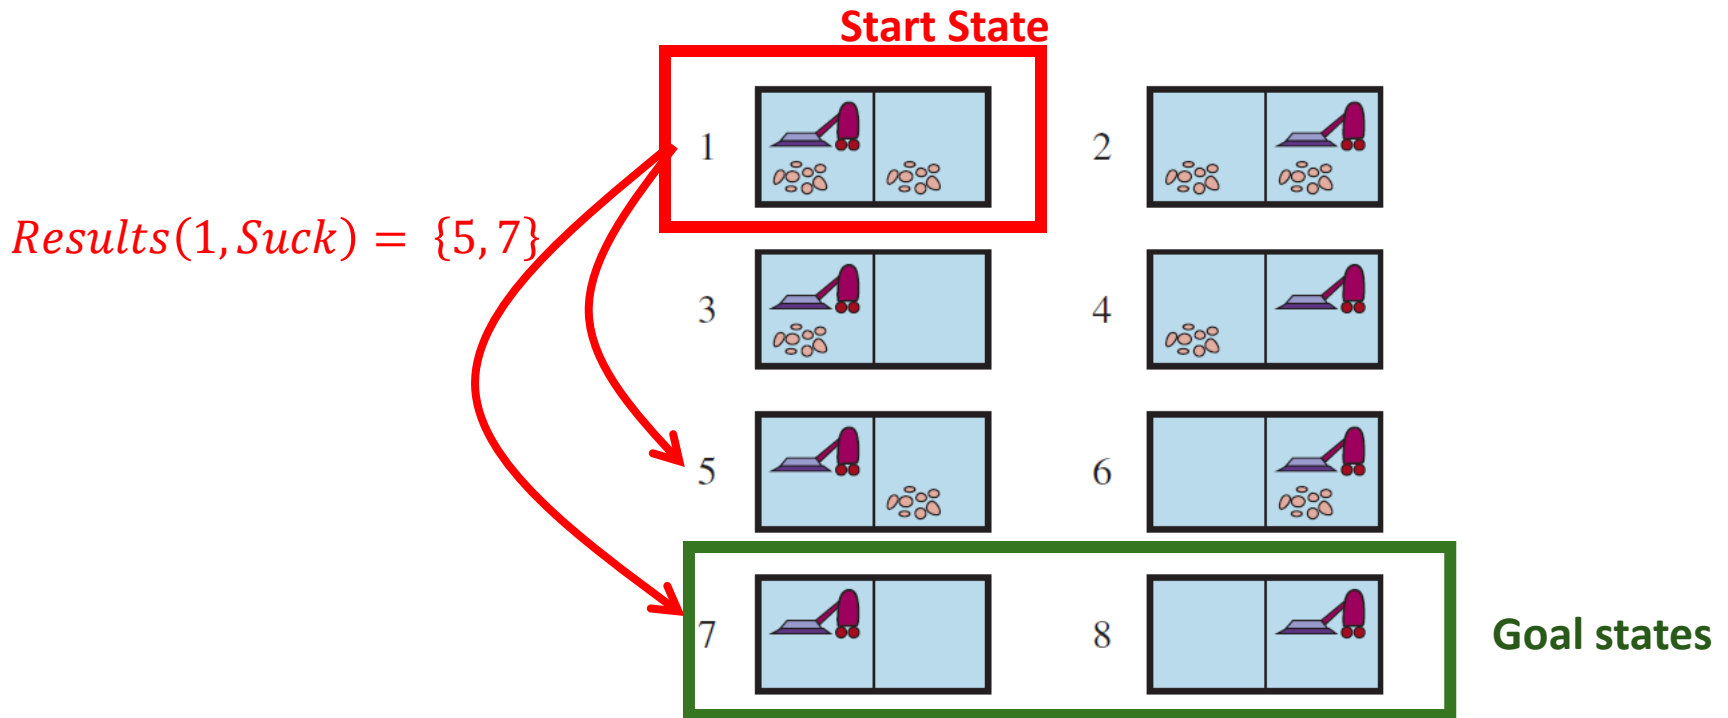 Start State
1
2
Results(1, Suck) = {5, 7}
3
4
5
6
7
8
Goal states